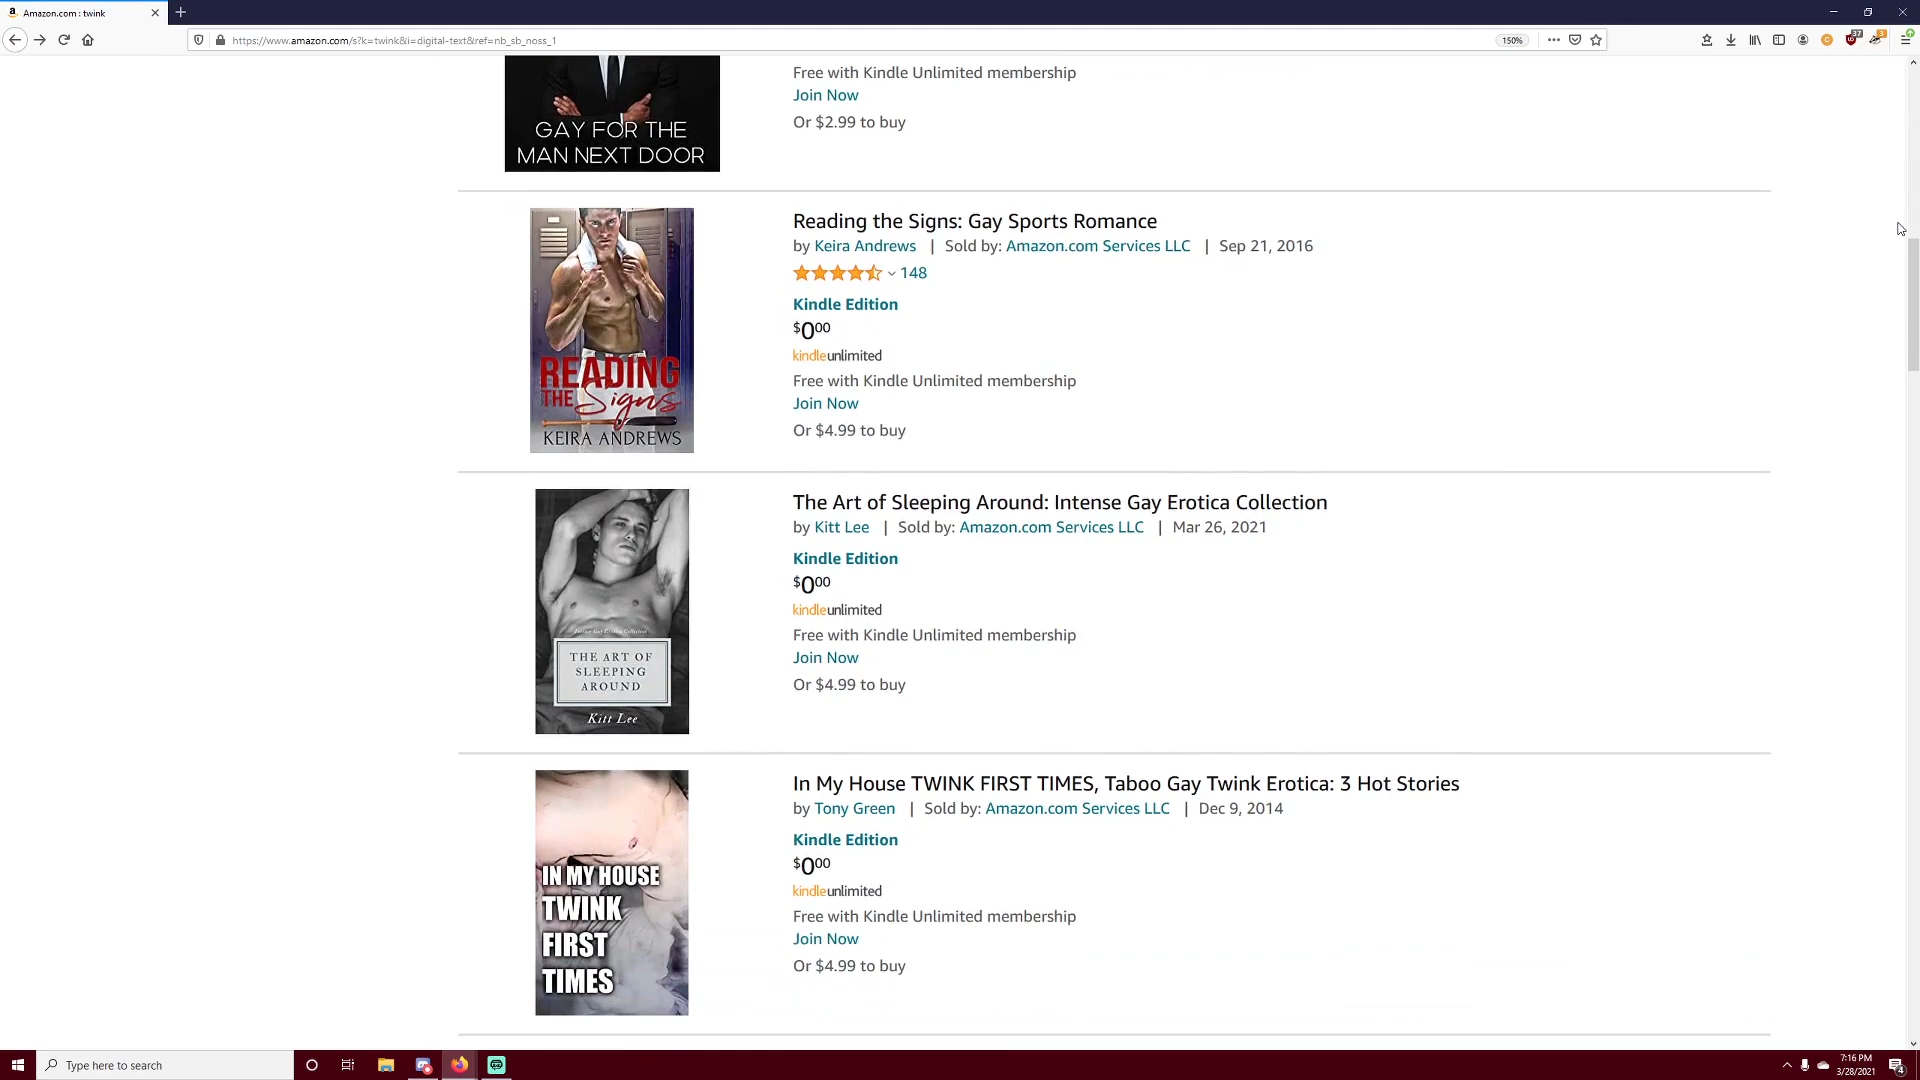 Amazon.com : twink
https://www.amazon.com/s?k=twink&i=digital-text&ref=nb_sb_noss_1
150%
37
3
GAY FOR THE
MAN NEXT DOOR
Free with Kindle Unlimited membership
Join Now
Or $2.99 to buy
READING
THE Signs
KEIRA ANDREWS
Reading the Signs: Gay Sports Romance
by Keira Andrews | Sold by: Amazon.com Services LLC | Sep 21, 2016
148
Kindle Edition
$000
kindleunlimited
Free with Kindle Unlimited membership
Join Now
Or $4.99 to buy
Intense Gay Erotica Collection
THE ART OF
SLEEPING
AROUND
Kitt Lee
The Art of Sleeping Around: Intense Gay Erotica Collection
by Kitt Lee | Sold by: Amazon.com Services LLC | Mar 26, 2021
Kindle Edition
$000
kindleunlimited
Free with Kindle Unlimited membership
Join Now
Or $4.99 to buy
IN MY HOUSE
TWINK
FIRST
TIMES
In My House TWINK FIRST TIMES, Taboo Gay Twink Erotica: 3 Hot Stories
by Tony Green | Sold by: Amazon.com Services LLC | Dec 9, 2014
Kindle Edition
$000
kindleunlimited
Free with Kindle Unlimited membership
Join Now
Or $4.99 to buy
Type here to search
7:16 PM
3/28/2021
4